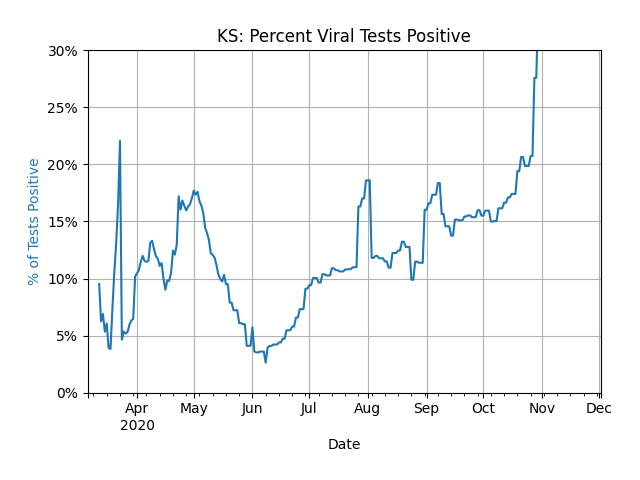 KS: Percent Viral Tests Positive
30%
25%
20%
15%
10%
5%
0%
% of Tests Positive
Apr May Jun Jul Aug Sep Oct Nov Dec
2020
Date